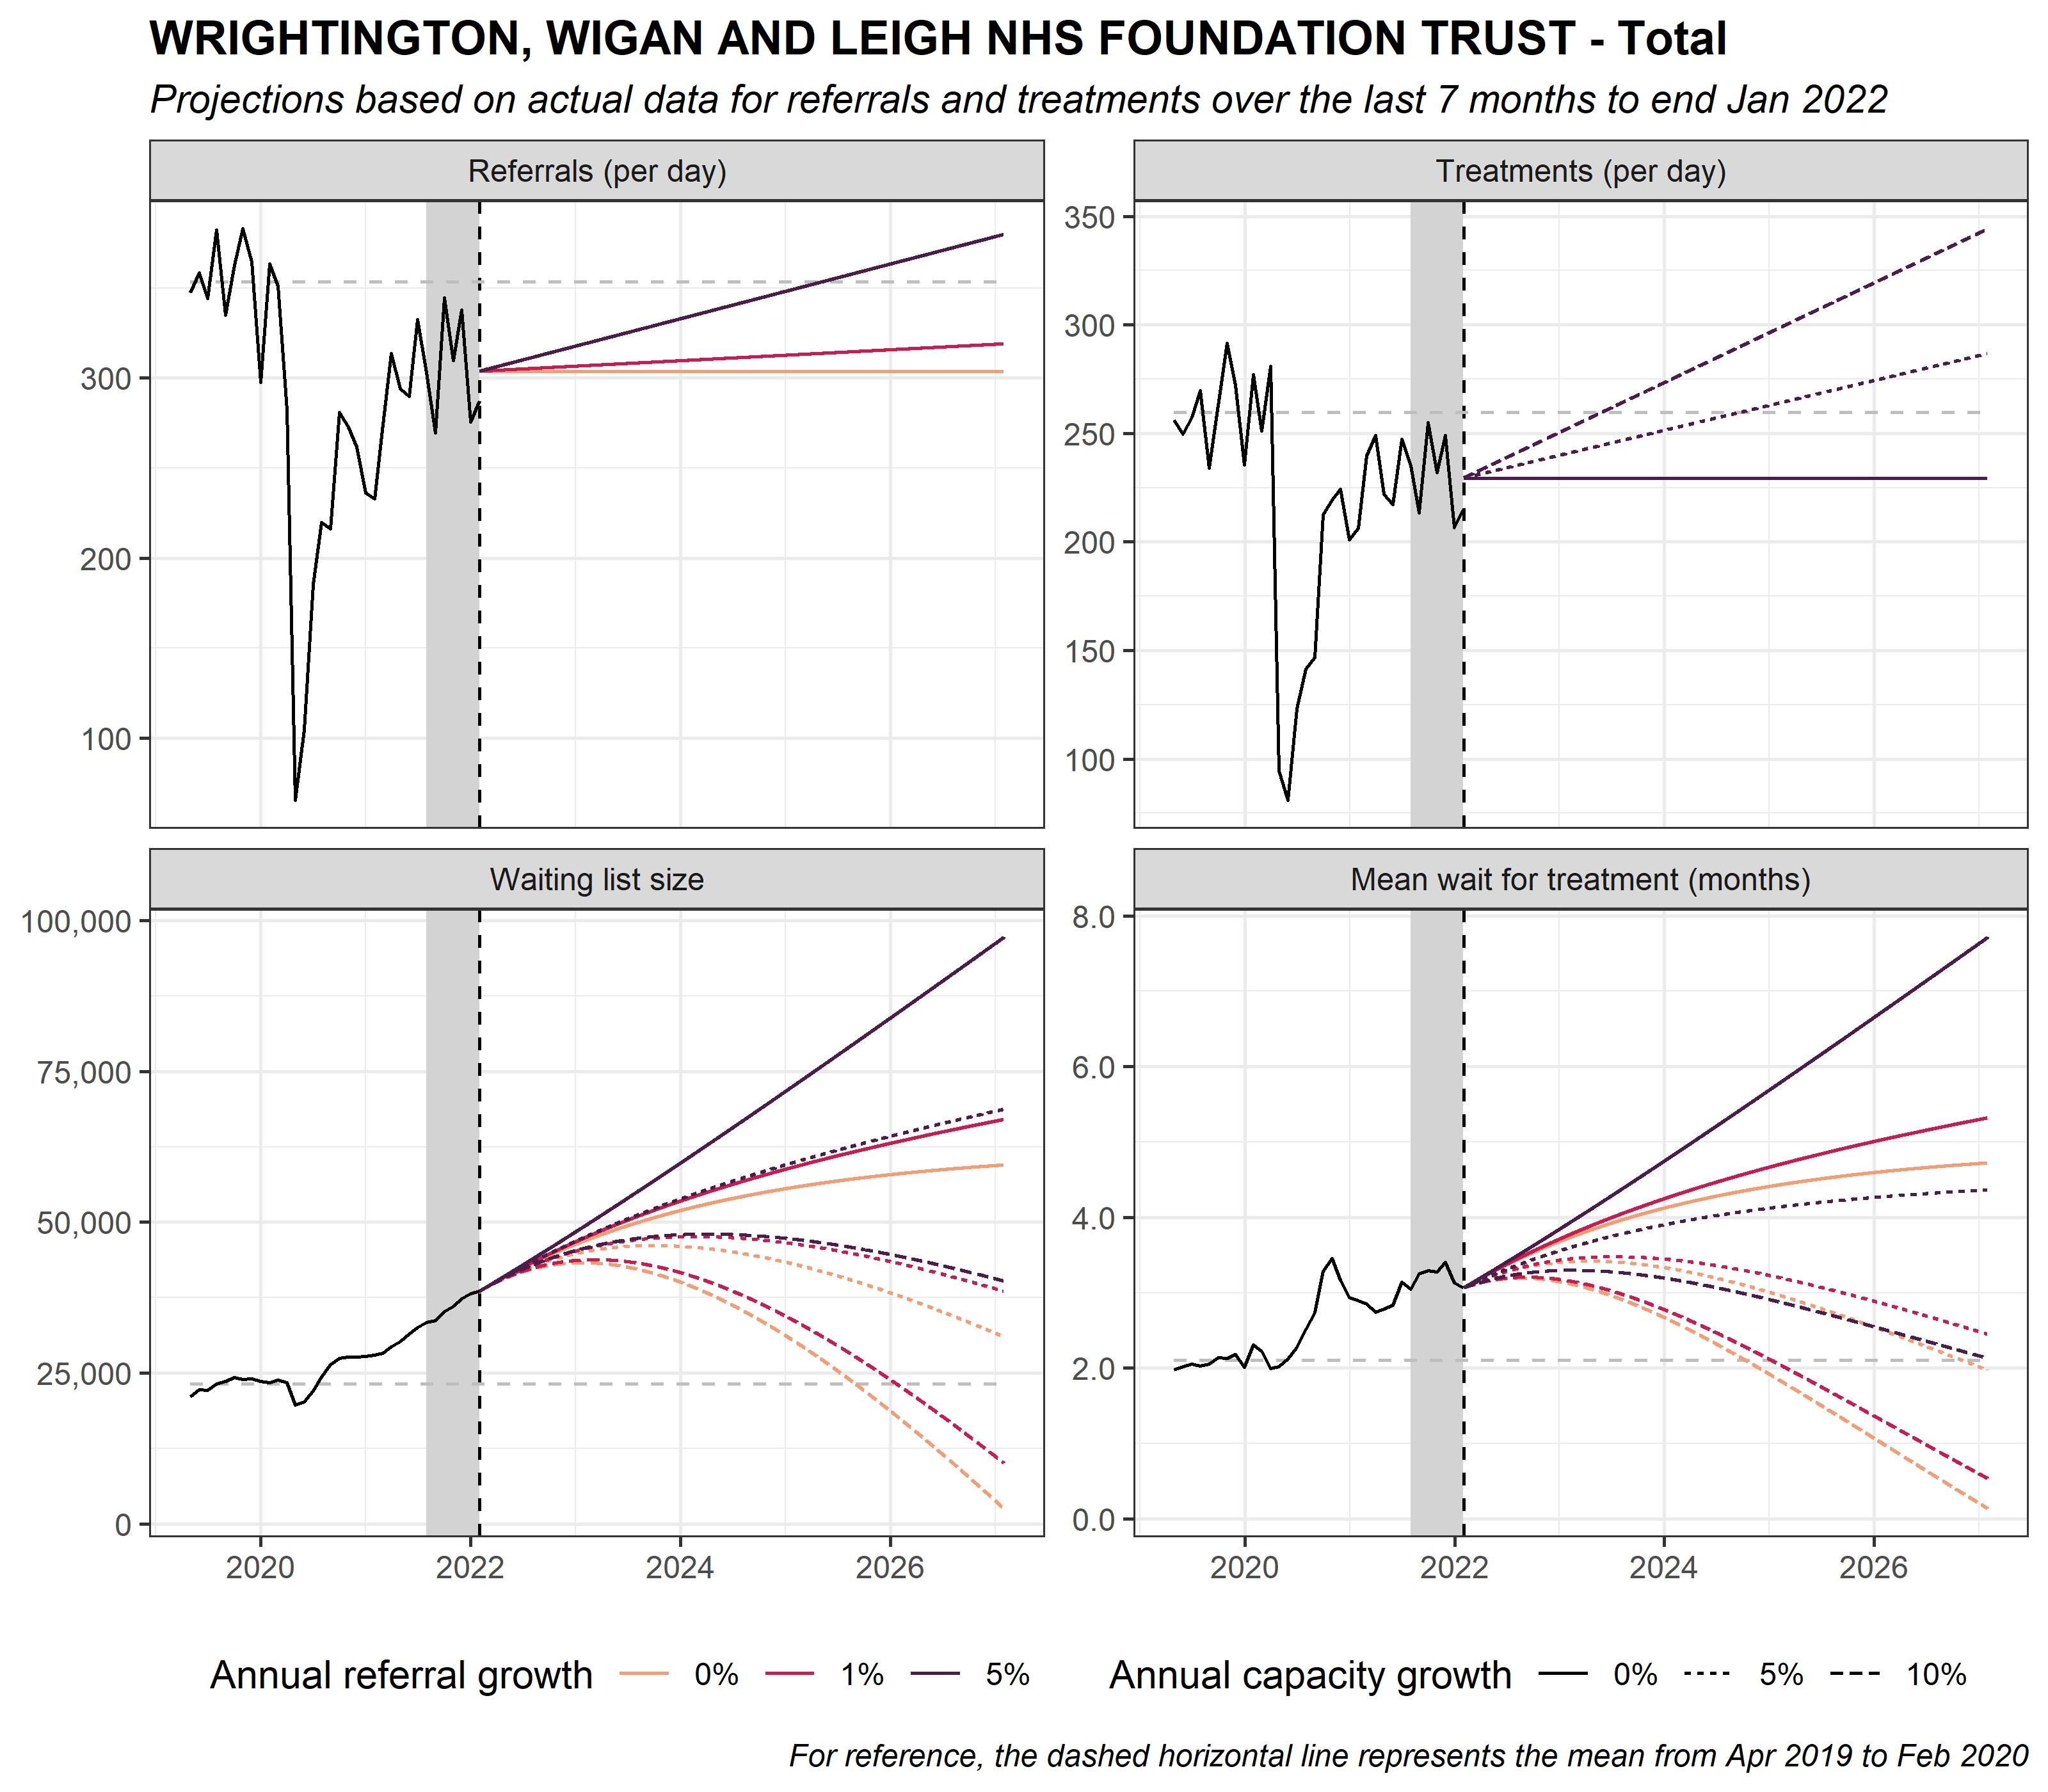 WRIGHTINGTON, WIGAN AND LEIGH NHS FOUNDATION TRUST - Total
Projections based on actual data for referrals and treatments over the last 7 months to end Jan 2022
Referrals (per day)
300
200
100
Treatments (per day)
350
300
250
200
150
100
Waiting list size
100,000
75,000
50,000
25,000
0
2020 2022 2024 2026
Mean wait for treatment (months)
8.0
6.0
4.0
2.0
0.0
2020 2022 2024 2026
Annual referral growth 0% 1% 5%
Annual capacity growth 0% 5% 10%
For reference, the dashed horizontal line represents the mean from Apr 2019 to Feb 2020